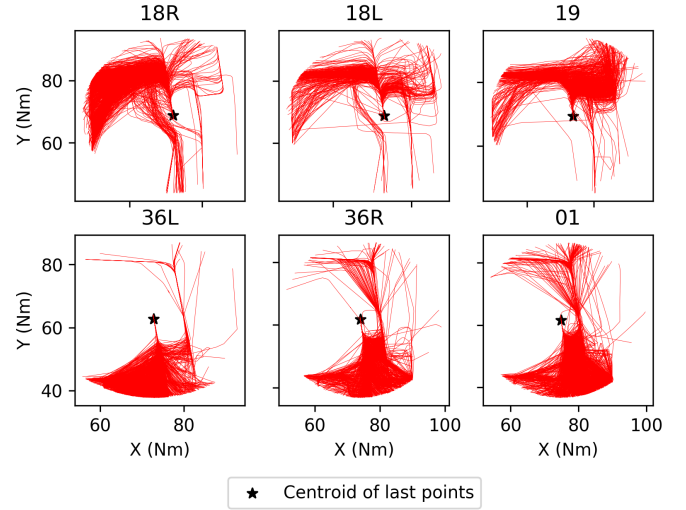 18R 18L 19
80
60
Y (Nm)
36L 36R 01
80
60
40
Y (Nm)
60 80 60 80 100 60 80 100
X (Nm) X (Nm) X (Nm)
Centroid of last points